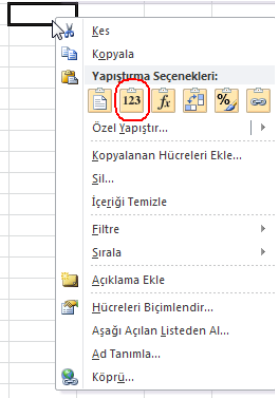 Kes
Kopyala
Yapıştırma Seçenekleri:
123 fx %
Özel Yapıştır...
Kopyalanan Hücreleri Ekle...
Sil...
İçeriği Temizle
Filtre
Sırala
Açıklama Ekle
Hücreleri Biçimlendir...
Aşağı Açılan Listeden Al...
Ad Tanımla...
Köprü...